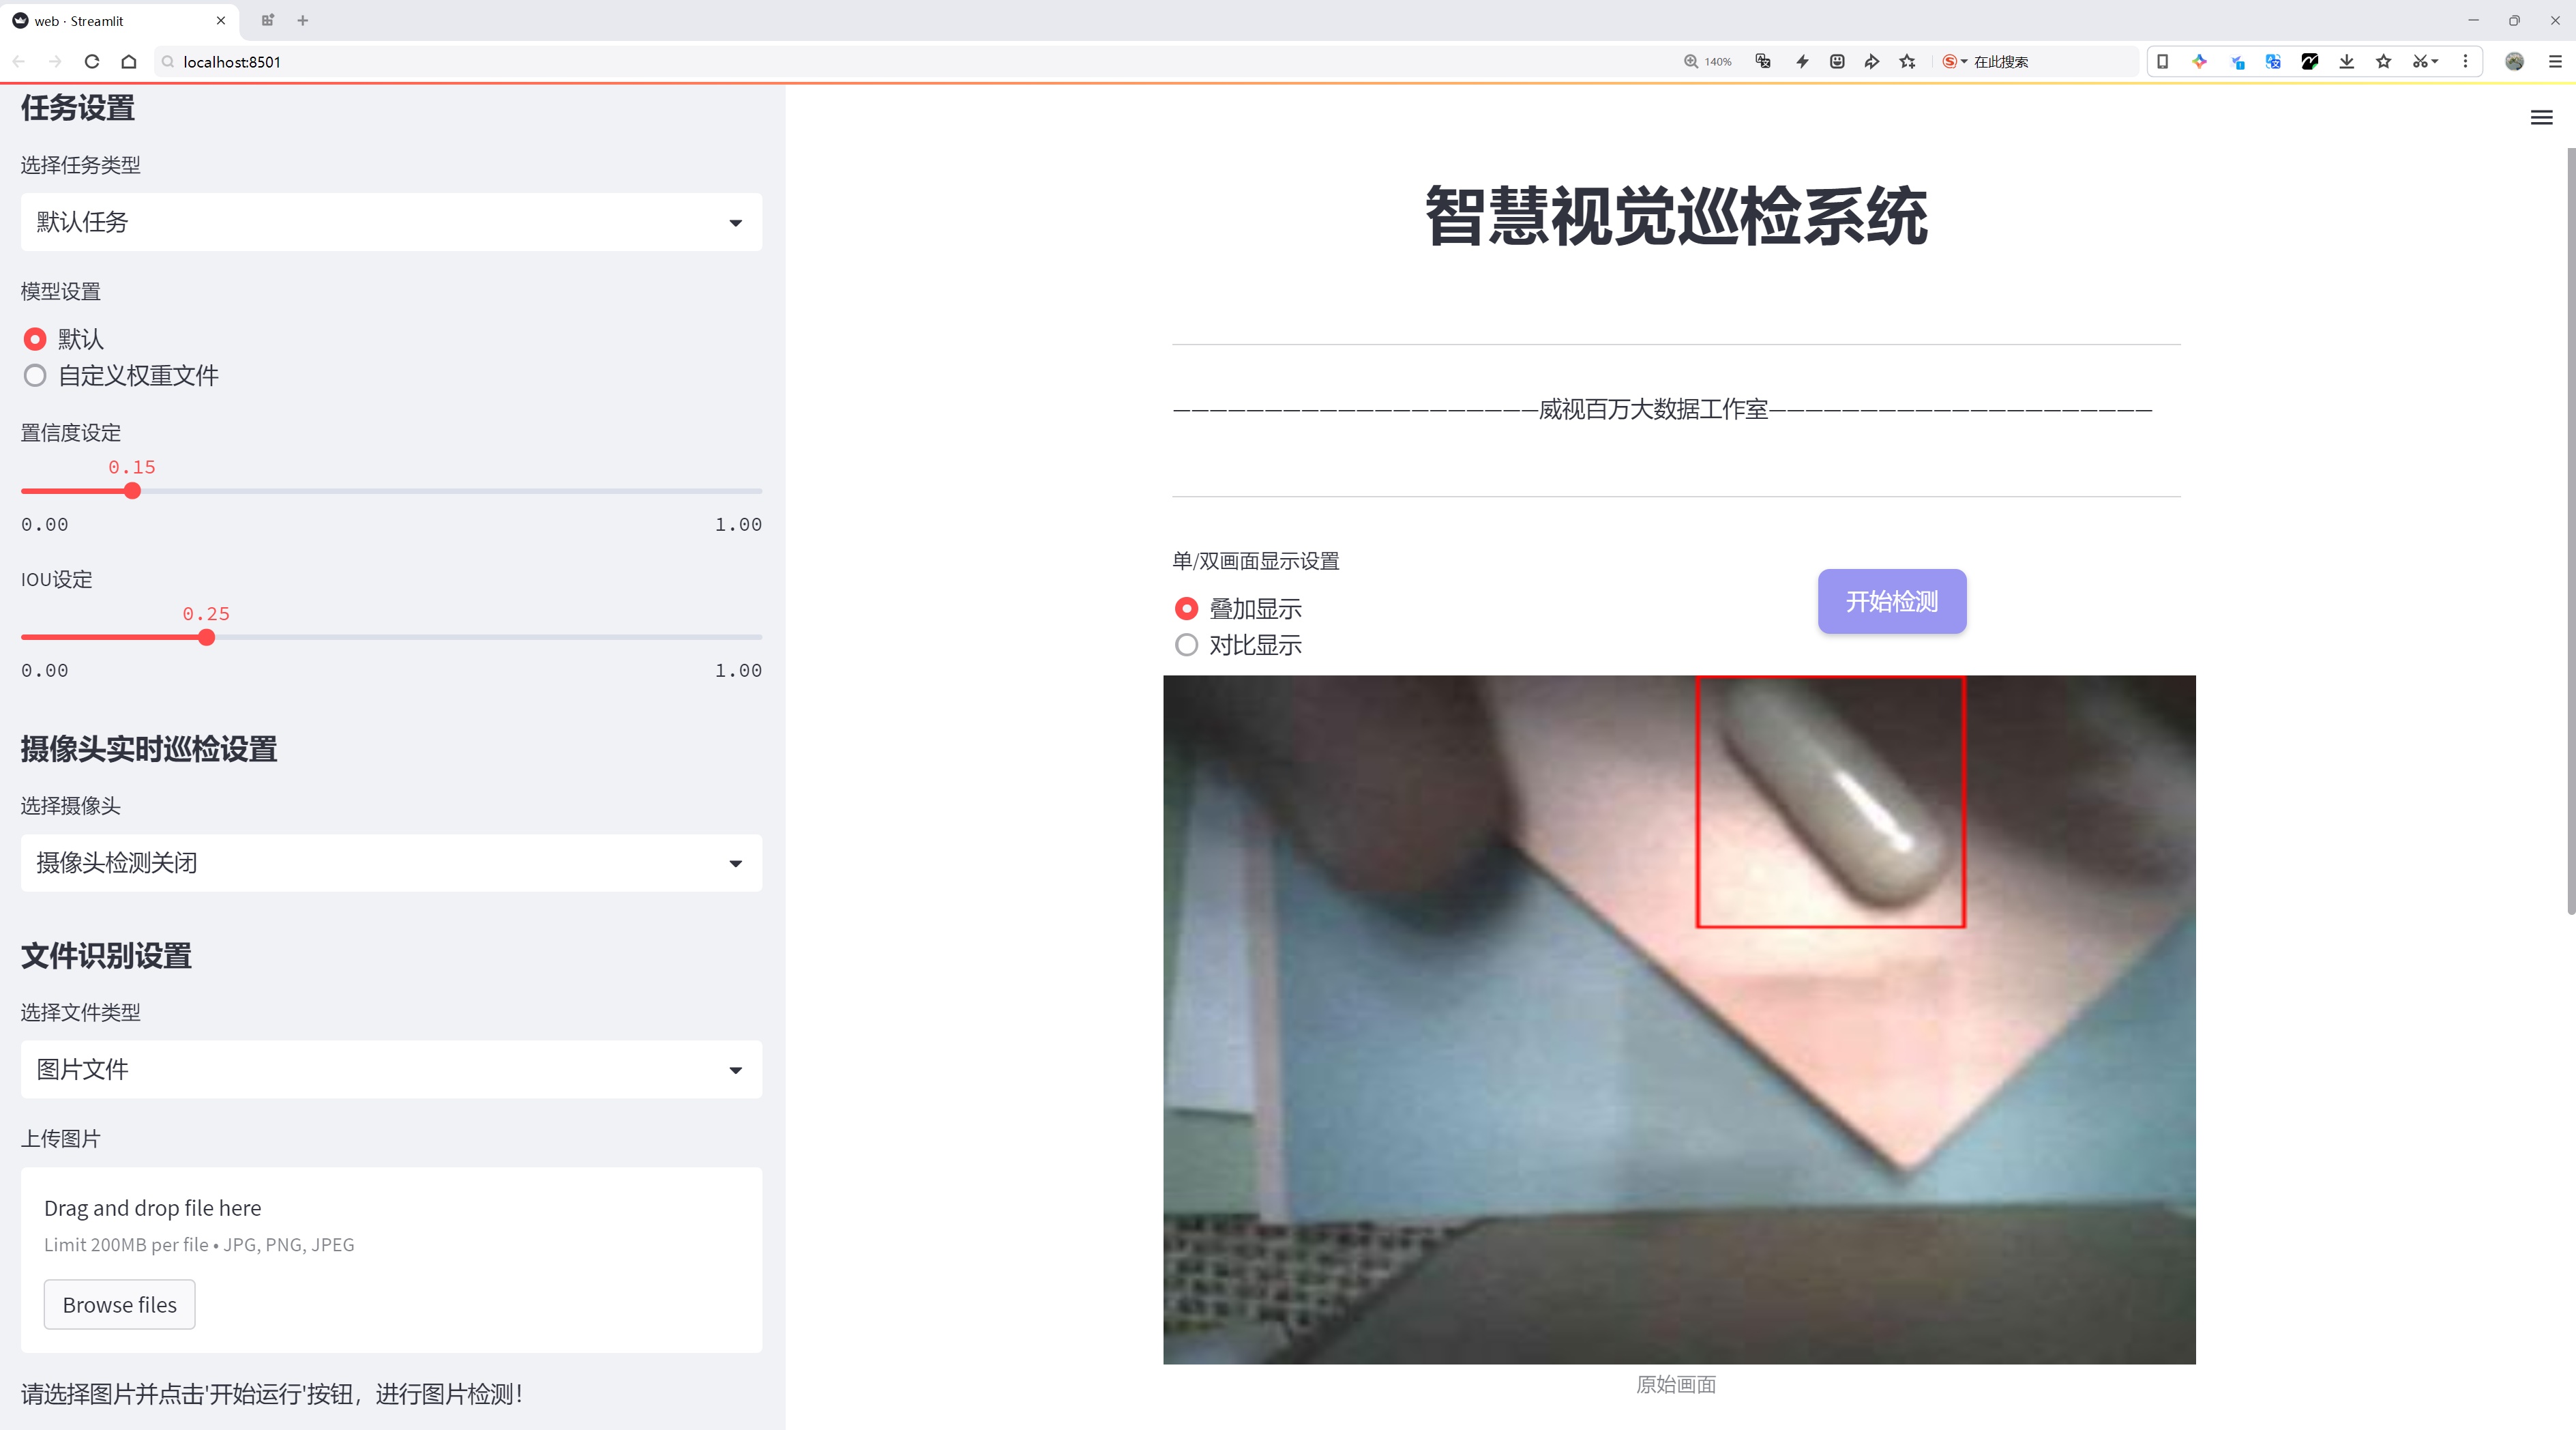 web · Streamlit
localhost:8501
140%
在此搜索
任务设置
选择任务类型
默认任务
模型设置
默认
自定义权重文件
置信度设定
0.15
0.00
1.00
IOU设定
0.25
0.00
1.00
摄像头实时巡检设置
选择摄像头
摄像头检测关闭
文件识别设置
选择文件类型
图片文件
上传图片
Drag and drop file here
Limit 200MB per file • JPG, PNG, JPEG
Browse files
请选择图片并点击'开始运行'按钮，进行图片检测！
智慧视觉巡检系统
————————————————————威视百万大数据工作室—————————————————————
单/双画面显示设置
叠加显示
对比显示
开始检测
原始画面